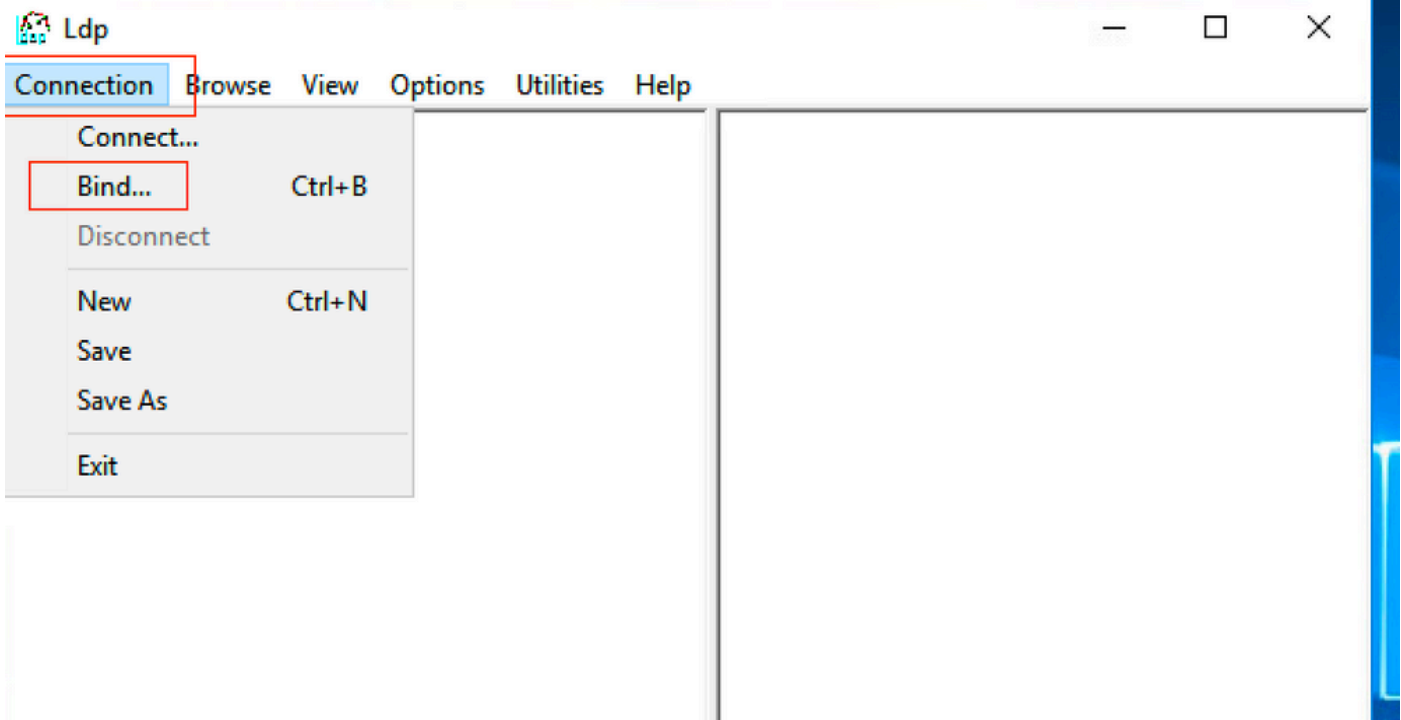 Ldp
Connection Browse View Options Utilities Help
Connect...
Bind... Ctrl+B
Disconnect
New Ctrl+N
Save
Save As
Exit